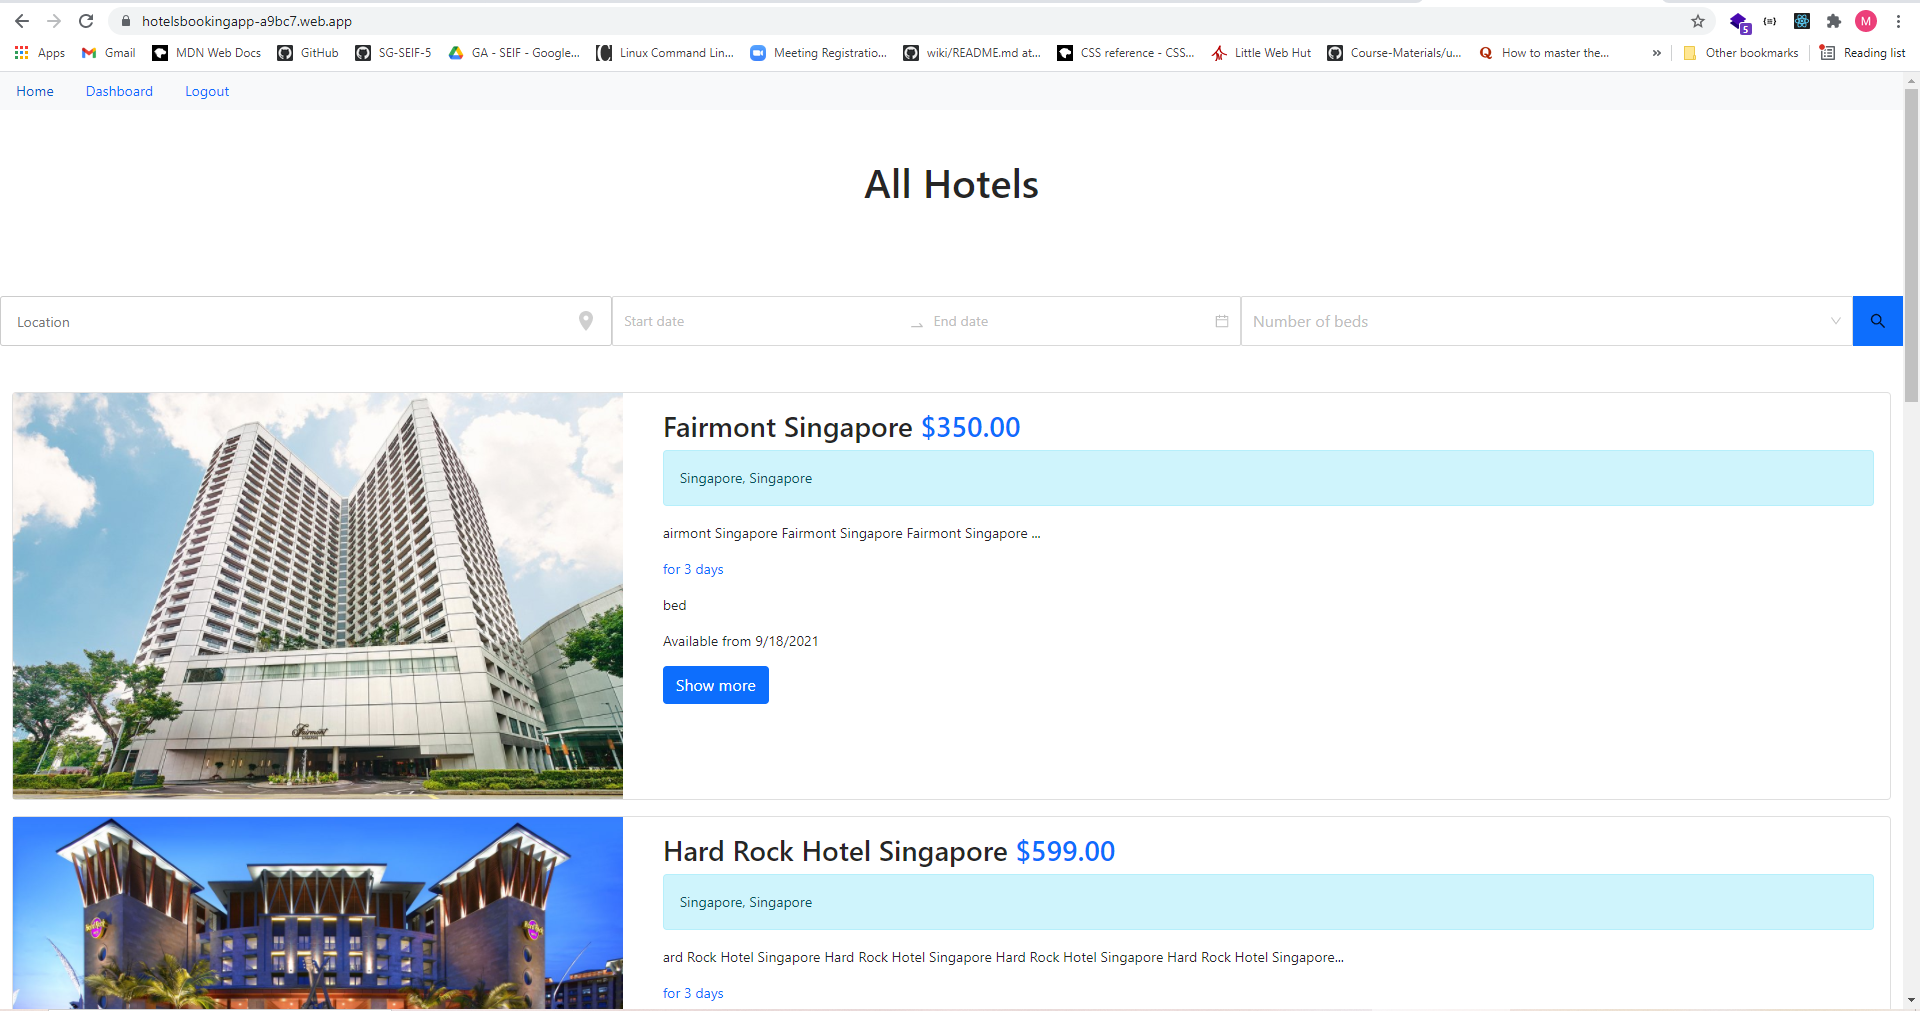 hotelsbookingapp-a9bc7.web.app
5
M
Apps Gmail MDN Web Docs GitHub SG-SEIF-5 GA - SEIF - Google... Linux Command Lin... Meeting Registratio... wiki/README.md at... CSS reference - CSS... Little Web Hut Course-Materials/u... How to master the... » Other bookmarks Reading list
Home Dashboard Logout
All Hotels
Location Start date End date Number of beds
Fairmont Singapore $350.00
Singapore, Singapore
airmont Singapore Fairmont Singapore Fairmont Singapore ...
for 3 days
bed
Available from 9/18/2021
Show more
Fairmont
Hard Rock Hotel Singapore $599.00
Singapore, Singapore
ard Rock Hotel Singapore Hard Rock Hotel Singapore Hard Rock Hotel Singapore Hard Rock Hotel Singapore...
for 3 days